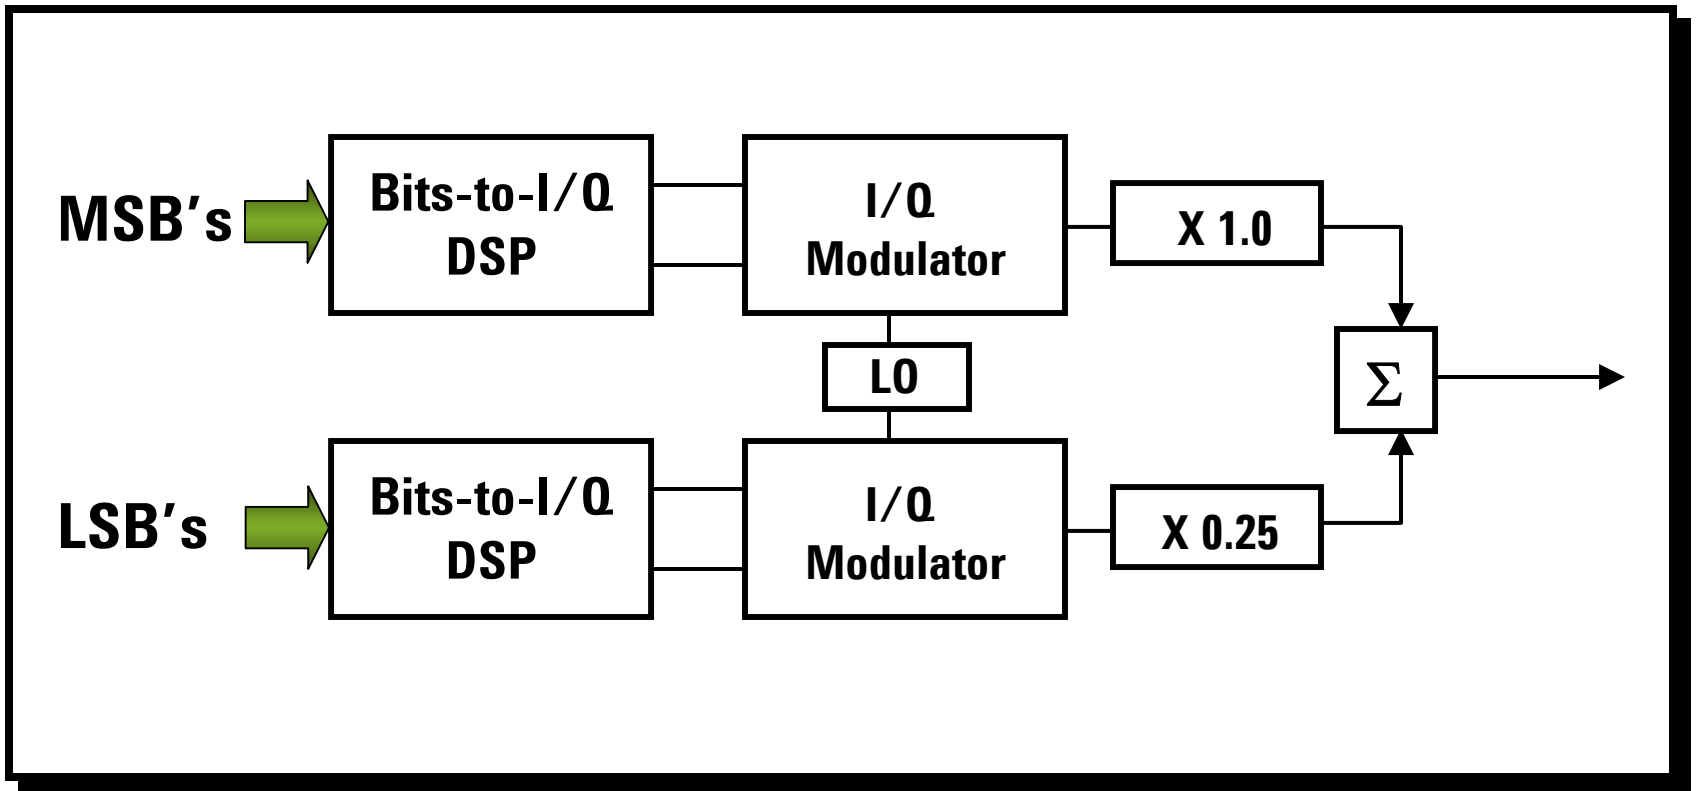 MSB's
Bits-to-I/Q
DSP
I/Q
Modulator
X 1.0
LO
Σ
LSB's
Bits-to-I/Q
DSP
I/Q
Modulator
X 0.25